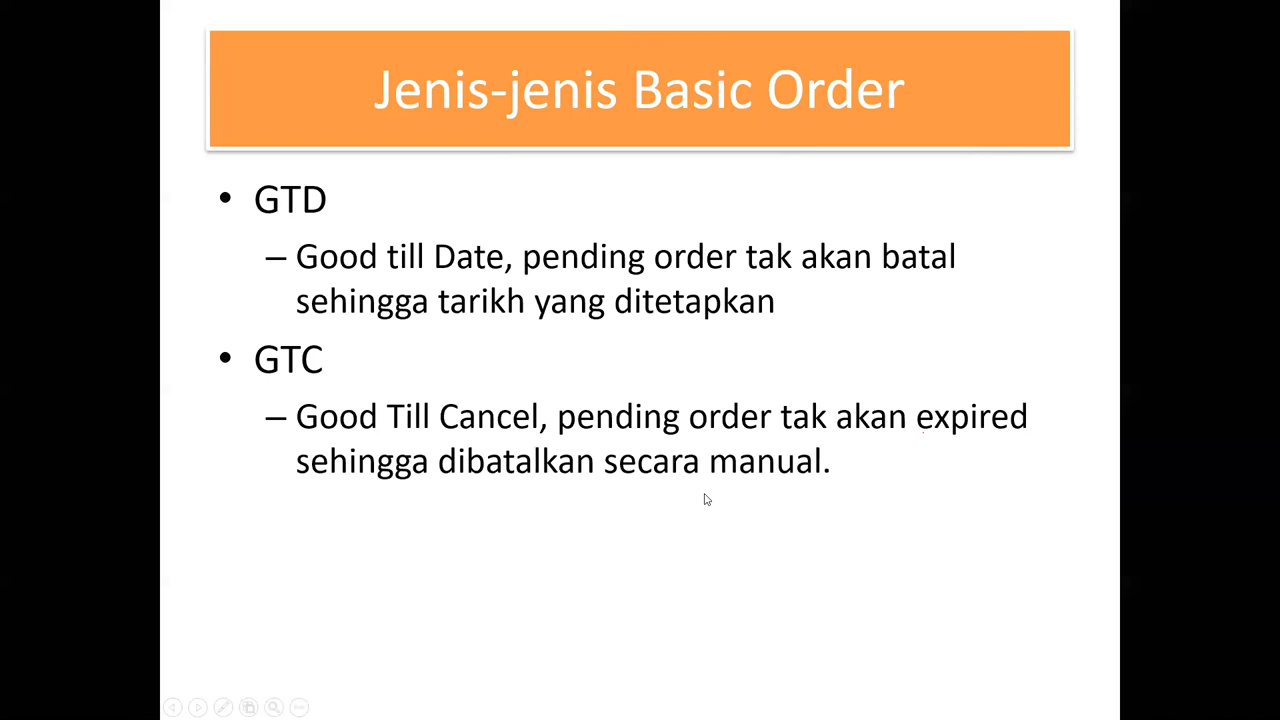 Jenis-jenis Basic Order
• GTD
– Good till Date, pending order tak akan batal
sehingga tarikh yang ditetapkan
• GTC
– Good Till Cancel, pending order tak akan expired
sehingga dibatalkan secara manual.